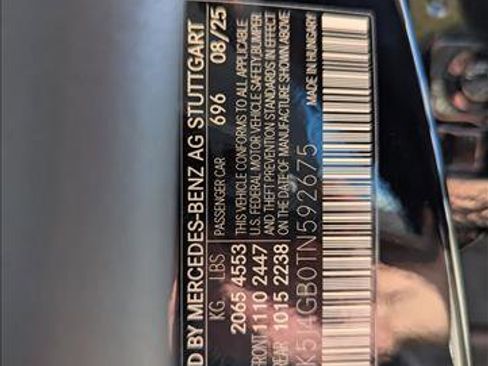 D BY MERCEDES-BENZ AG STUTTGART
KG LBS PASSENGER CAR 696 08/25
2065 4553 THIS VEHICLE CONFORMS TO ALL APPLICABLE
U.S. FEDERAL MOTOR VEHICLE SAFETY, BUMPER
FRONT 1110 2447 AND THEFT PREVENTION STANDARDS IN EFFECT
REAR 1015 2238 ON THE DATE OF MANUFACTURE SHOWN ABOVE.
MADE IN HUNGARY
K5J4GB0TN592675